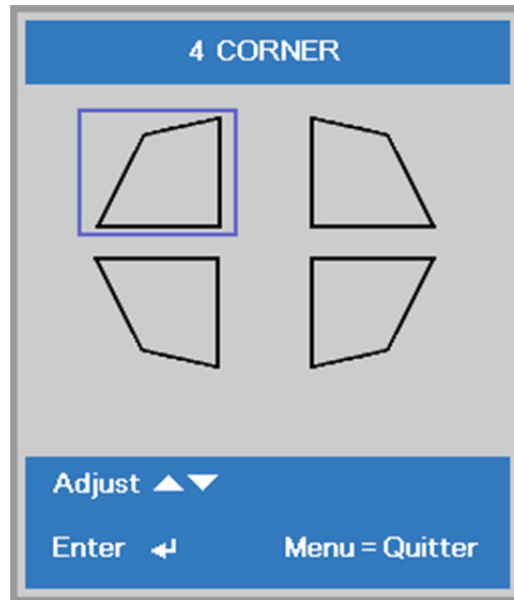 4 CORNER
Adjust ▲▼
Enter ↵
Menu = Quitter